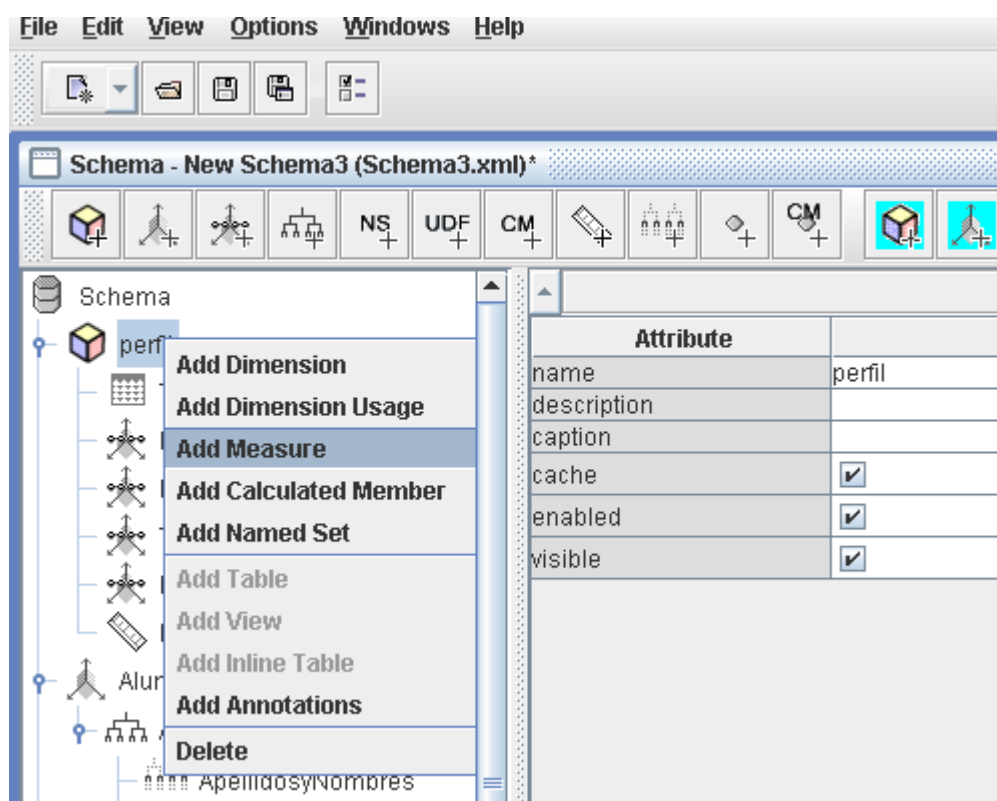 File Edit View Options Windows Help
Schema - New Schema3 (Schema3.xml)*
NS UDF CM CM
Schema
perfil
Add Dimension
Add Dimension Usage
Add Measure
Add Calculated Member
Add Named Set
Add Table
Add View
Add Inline Table
Add Annotations
Delete
ApellidosyNombres
Attribute
name perfil
description
caption
cache
enabled
visible